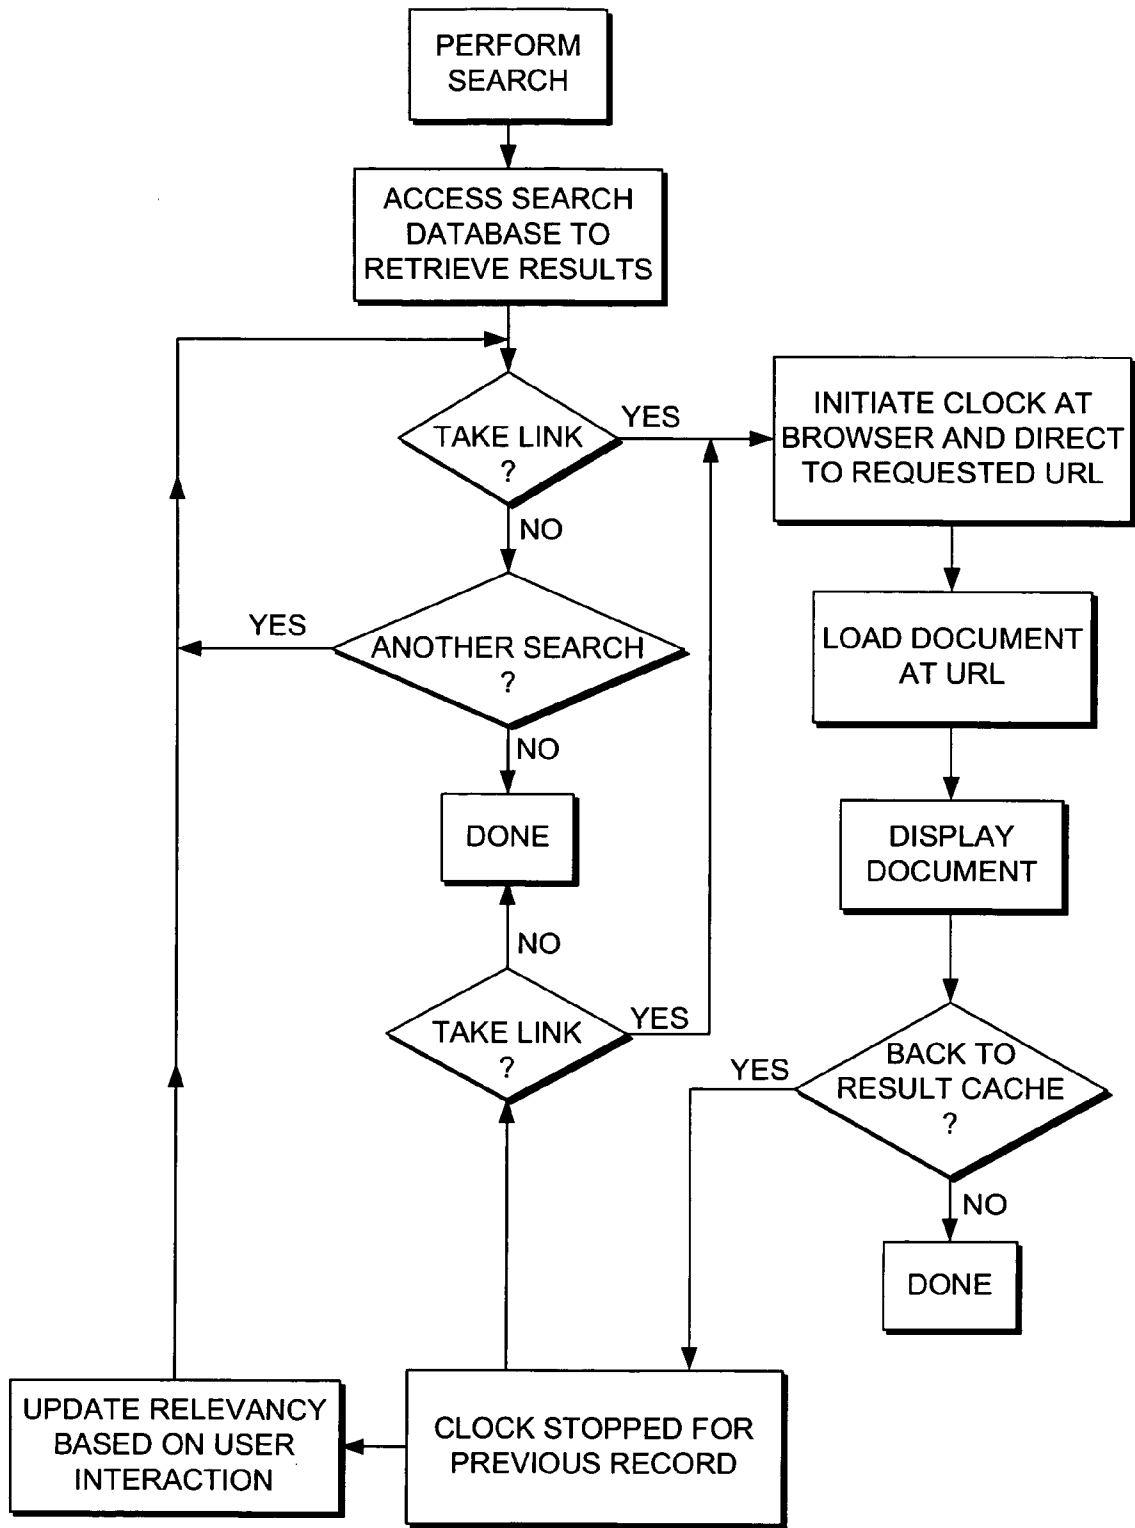 PERFORM
SEARCH
ACCESS SEARCH
DATABASE TO
RETRIEVE RESULTS
TAKE LINK
?
YES
NO
INITIATE CLOCK AT
BROWSER AND DIRECT
TO REQUESTED URL
ANOTHER SEARCH
?
YES
NO
LOAD DOCUMENT
AT URL
DONE
DISPLAY
DOCUMENT
NO
TAKE LINK
?
YES
BACK TO
RESULT CACHE
?
YES
NO
DONE
UPDATE RELEVANCY
BASED ON USER
INTERACTION
CLOCK STOPPED FOR
PREVIOUS RECORD